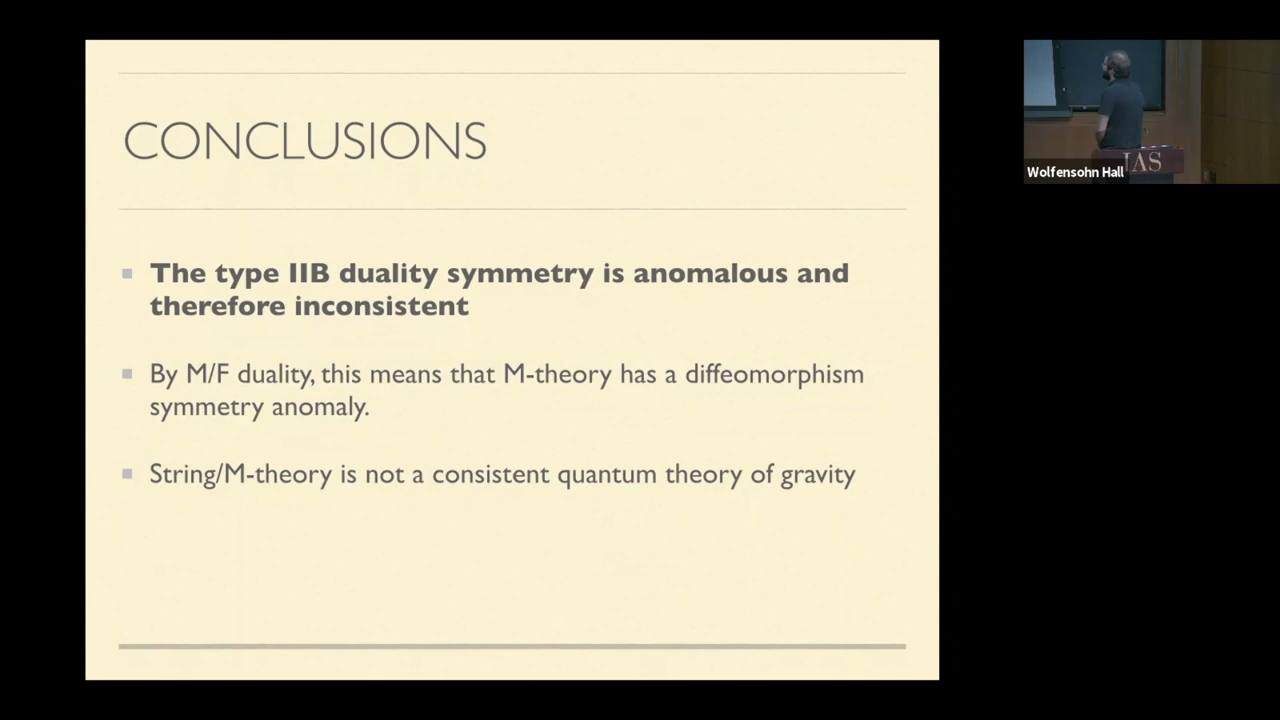 CONCLUSIONS
The type IIB duality symmetry is anomalous and
therefore inconsistent
By M/F duality, this means that M-theory has a diffeomorphism
symmetry anomaly.
String/M-theory is not a consistent quantum theory of gravity
IAS
Wolfensohn Hall